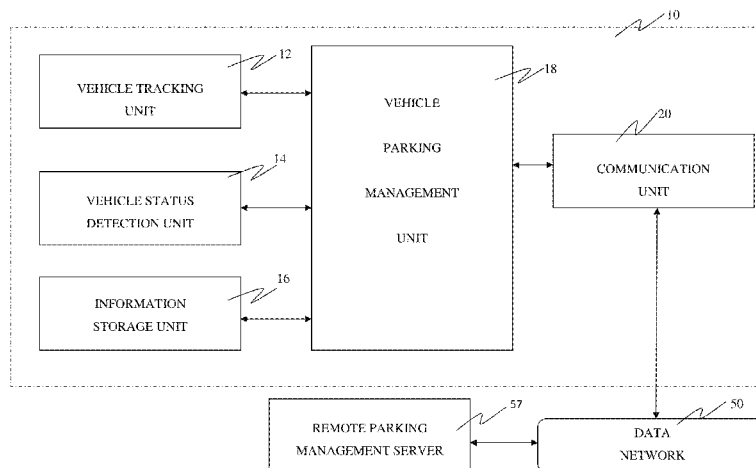 10
12
VEHICLE TRACKING
UNIT
14
VEHICLE STATUS
DETECTION UNIT
16
INFORMATION
STORAGE UNIT
18
VEHICLE
PARKING
MANAGEMENT
UNIT
20
COMMUNICATION
UNIT
57
REMOTE PARKING
MANAGEMENT SERVER
50
DATA
NETWORK